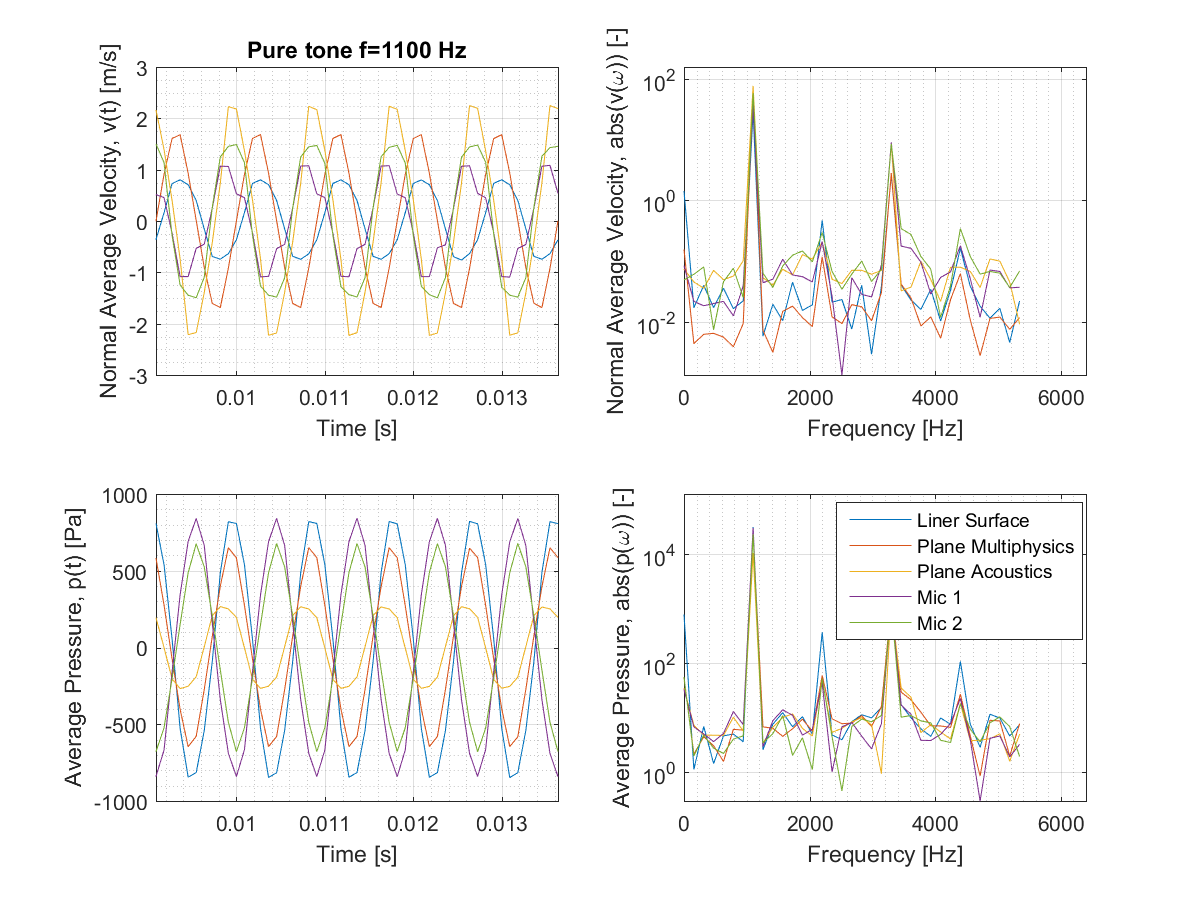 Pure tone f=1100 Hz
Normal Average Velocity, v(t) [m/s]
3
2
1
0
-1
-2
-3
0.01
0.011
0.012
0.013
Time [s]
Normal Average Velocity, abs(v(ω)) [-]
10^2
10^0
10^-2
0
2000
4000
6000
Frequency [Hz]
Average Pressure, p(t) [Pa]
1000
500
0
-500
-1000
0.01
0.011
0.012
0.013
Time [s]
Average Pressure, abs(p(ω)) [-]
10^4
10^2
10^0
Liner Surface
Plane Multiphysics
Plane Acoustics
Mic 1
Mic 2
0
2000
4000
6000
Frequency [Hz]